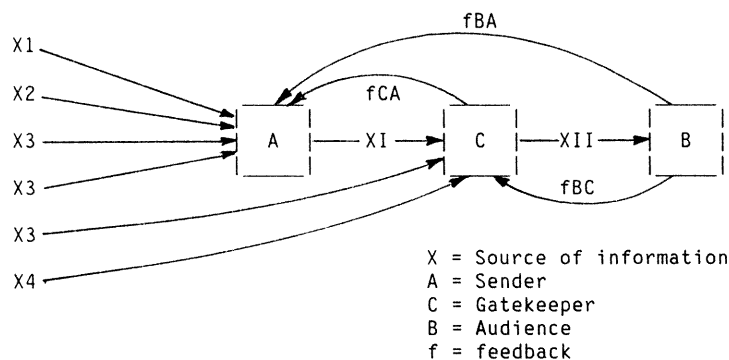 fBA
X1
X2
fCA
X3
A
XI
C
XII
B
X3
fBC
X3
X4
X = Source of information
A = Sender
C = Gatekeeper
B = Audience
f = feedback